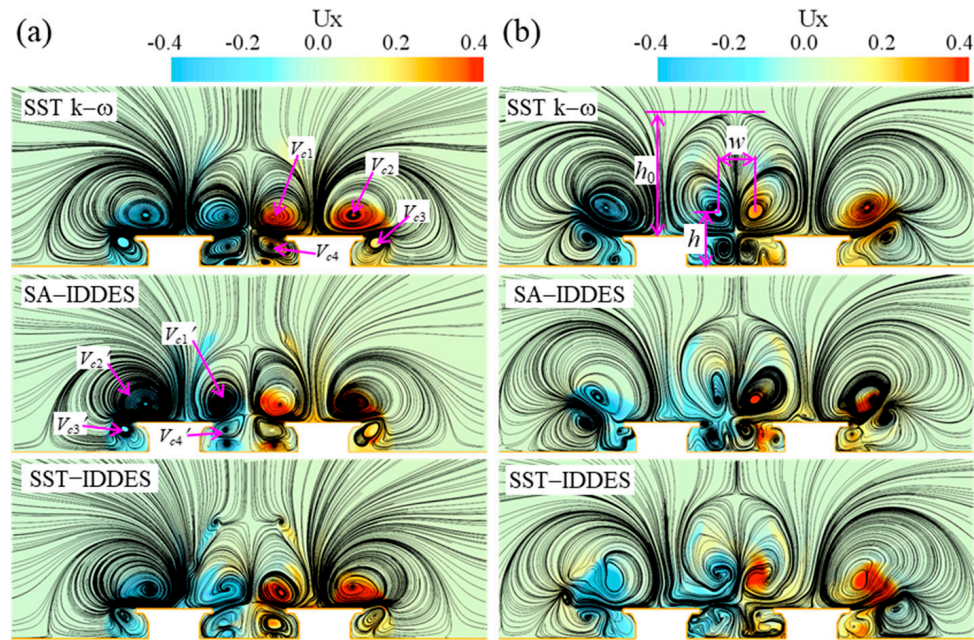 (a) Ux
-0.4 -0.2 0.0 0.2 0.4
SST k-ω
Vc1
Vc2
Vc3
Vc4
SA-IDDES
Vc1′
Vc2′
Vc3′
Vc4′
SST-IDDES
(b) Ux
-0.4 -0.2 0.0 0.2 0.4
SST k-ω
w
h0
h
SA-IDDES
SST-IDDES